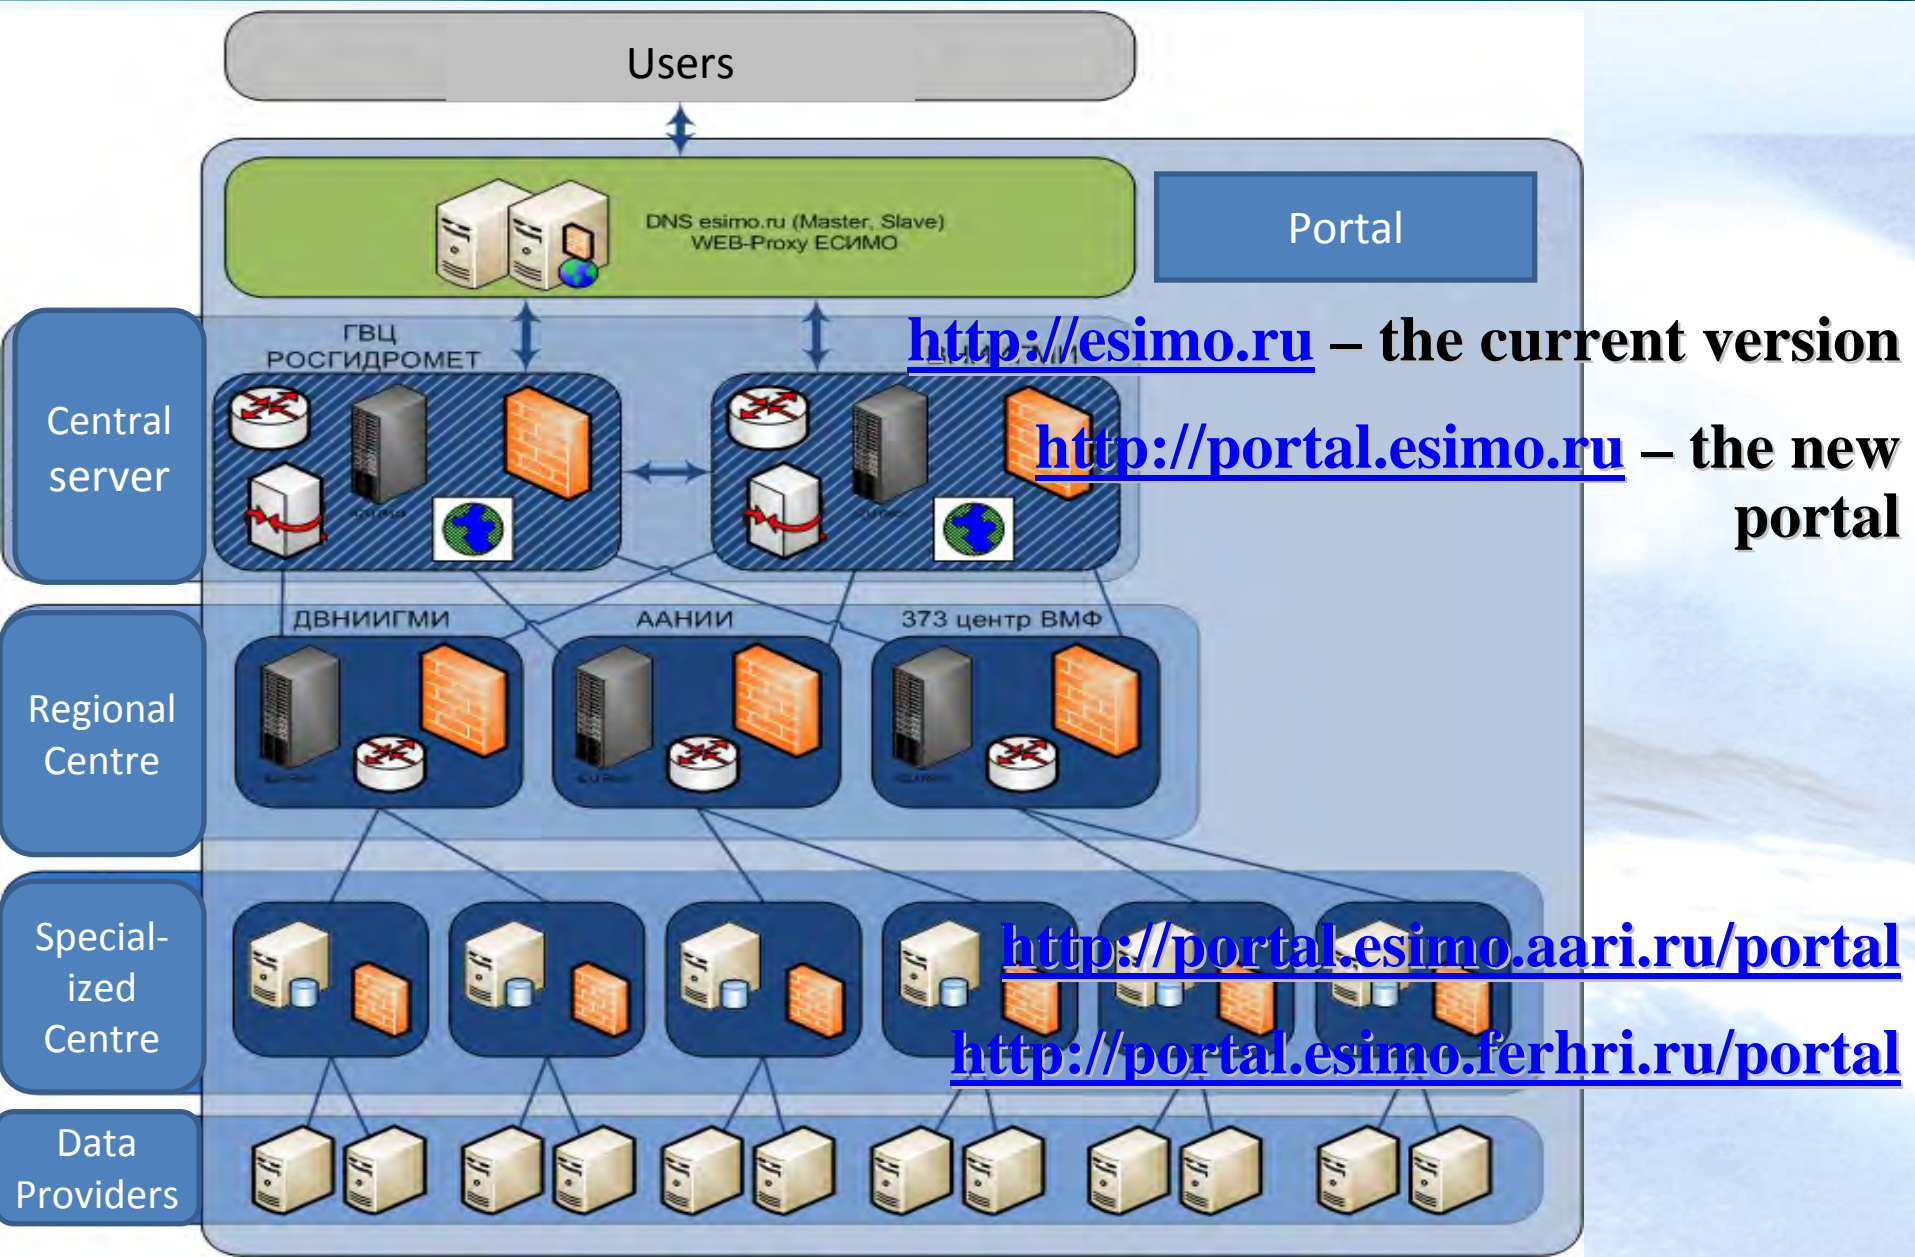 Users
DNS esimo.ru (Master, Slave)
WEB-Proxy ЕСИМО
Portal
ГВЦ
РОСГИДРОМЕТ
http://esimo.ru – the current version
Central
server
http://portal.esimo.ru – the new
portal
ДВНИИГМИ
ААНИИ
373 центр ВМФ
Regional
Centre
Special-
ized
Centre
http://portal.esimo.aari.ru/portal
http://portal.esimo.ferhri.ru/portal
Data
Providers